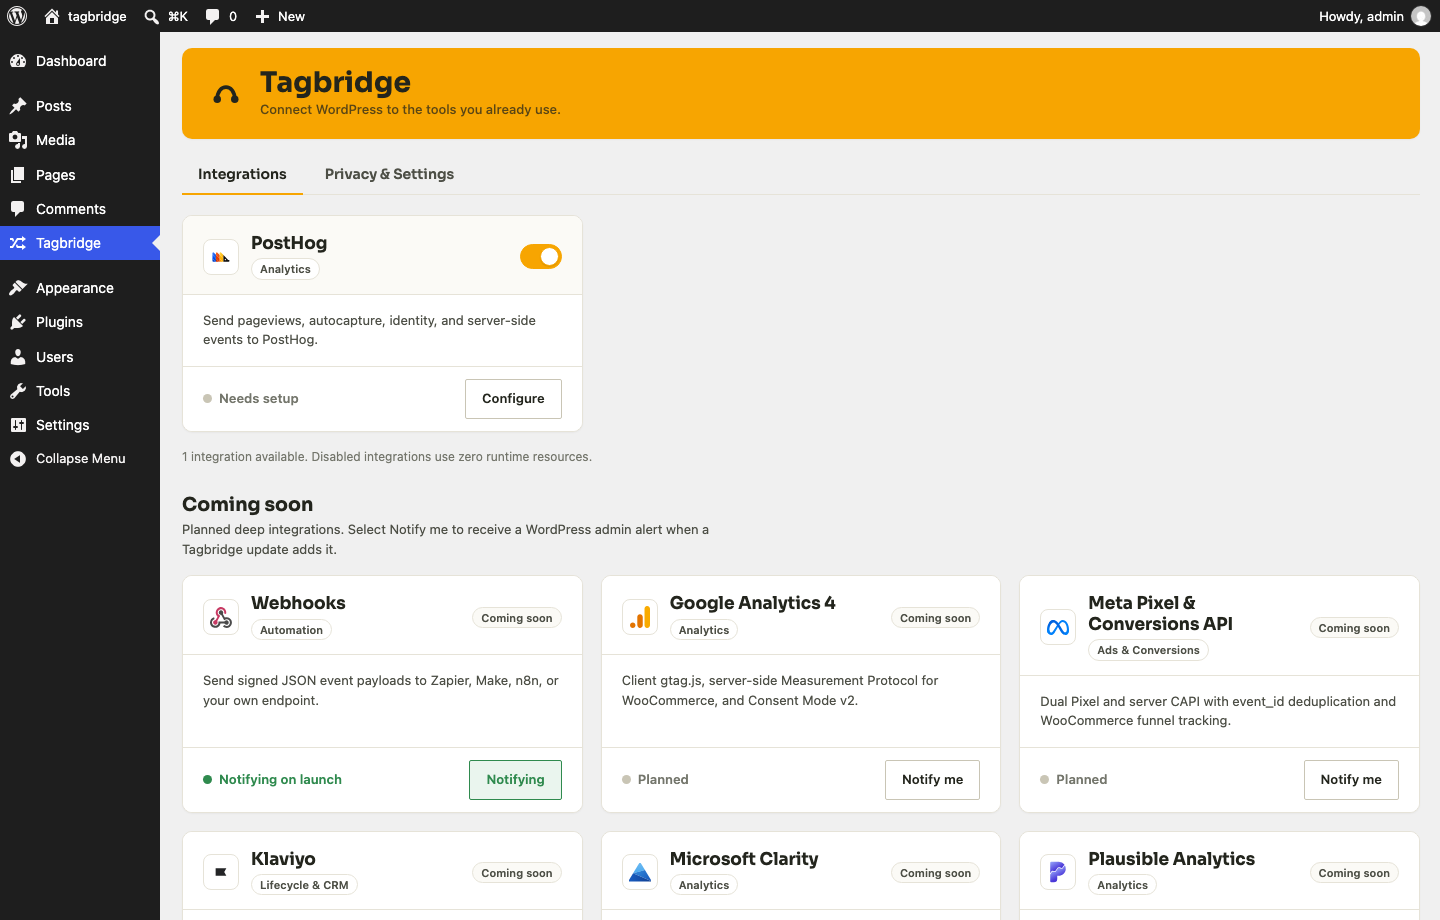 tagbridge
⌘K
0
New
Howdy, admin
Dashboard
Posts
Media
Pages
Comments
Tagbridge
Appearance
Plugins
Users
Tools
Settings
Collapse Menu
Tagbridge
Connect WordPress to the tools you already use.
Integrations
Privacy & Settings
PostHog
Analytics
Send pageviews, autocapture, identity, and server-side
events to PostHog.
Needs setup
Configure
1 integration available. Disabled integrations use zero runtime resources.
Coming soon
Planned deep integrations. Select Notify me to receive a WordPress admin alert when a
Tagbridge update adds it.
Webhooks
Automation
Coming soon
Send signed JSON event payloads to Zapier, Make, n8n, or
your own endpoint.
Notifying on launch
Notifying
Google Analytics 4
Analytics
Coming soon
Client gtag.js, server-side Measurement Protocol for
WooCommerce, and Consent Mode v2.
Planned
Notify me
Meta Pixel &
Conversions API
Ads & Conversions
Coming soon
Dual Pixel and server CAPI with event_id deduplication and
WooCommerce funnel tracking.
Planned
Notify me
Klaviyo
Lifecycle & CRM
Coming soon
Microsoft Clarity
Analytics
Coming soon
Plausible Analytics
Analytics
Coming soon